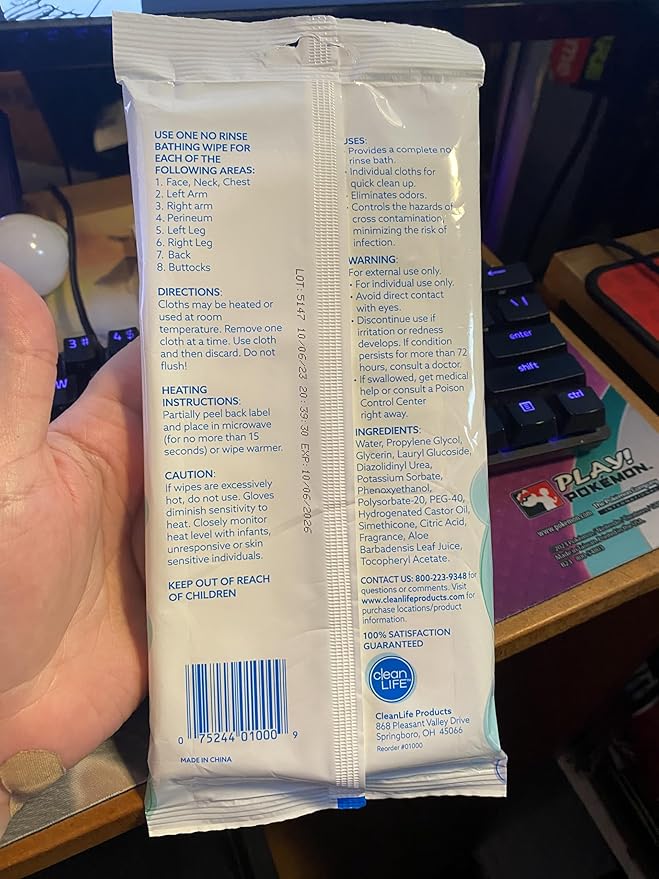 USE ONE NO RINSE
BATHING WIPE FOR
EACH OF THE
FOLLOWING AREAS:
1. Face, Neck, Chest
2. Left Arm
3. Right arm
4. Perineum
5. Left Leg
6. Right Leg
7. Back
8. Buttocks
DIRECTIONS:
Cloths may be heated or
used at room
temperature. Remove one
cloth at a time. Use cloth
and then discard. Do not
flush!
HEATING
INSTRUCTIONS:
Partially peel back label
and place in microwave
(for no more than 15
seconds) or wipe warmer.
CAUTION:
If wipes are excessively
hot, do not use. Gloves
diminish sensitivity to
heat. Closely monitor
heat level with infants,
unresponsive or skin
sensitive individuals.
KEEP OUT OF REACH
OF CHILDREN
0 75244 01000 9
MADE IN CHINA
LOT: 5147 10/06/23 20:39:30 EXP: 10/06/2026
USES:
• Provides a complete no
rinse bath.
• Individual cloths for
quick clean up.
• Eliminates odors.
• Controls the hazards of
cross contamination,
minimizing the risk of
infection.
WARNING:
For external use only.
• For individual use only.
• Avoid direct contact
with eyes.
• Discontinue use if
irritation or redness
develops. If condition
persists for more than 72
hours, consult a doctor.
• If swallowed, get medical
help or consult a Poison
Control Center
right away.
INGREDIENTS:
Water, Propylene Glycol,
Glycerin, Lauryl Glucoside,
Diazolidinyl Urea,
Potassium Sorbate,
Phenoxyethanol,
Polysorbate-20, PEG-40,
Hydrogenated Castor Oil,
Simethicone, Citric Acid,
Fragrance, Aloe
Barbadensis Leaf Juice,
Tocopheryl Acetate.
CONTACT US: 800-223-9348 for
questions or comments. Visit
www.cleanlifeproducts.com for
purchase locations/product
information.
100% SATISFACTION
GUARANTEED
clean
LIFE™
CleanLife Products
868 Pleasant Valley Drive
Springboro, OH 45066
Reorder #01000
3 #
4 $
W
\ |
enter
shift
ctrl
PLAY!
POKÉMON
www.pokemon.com